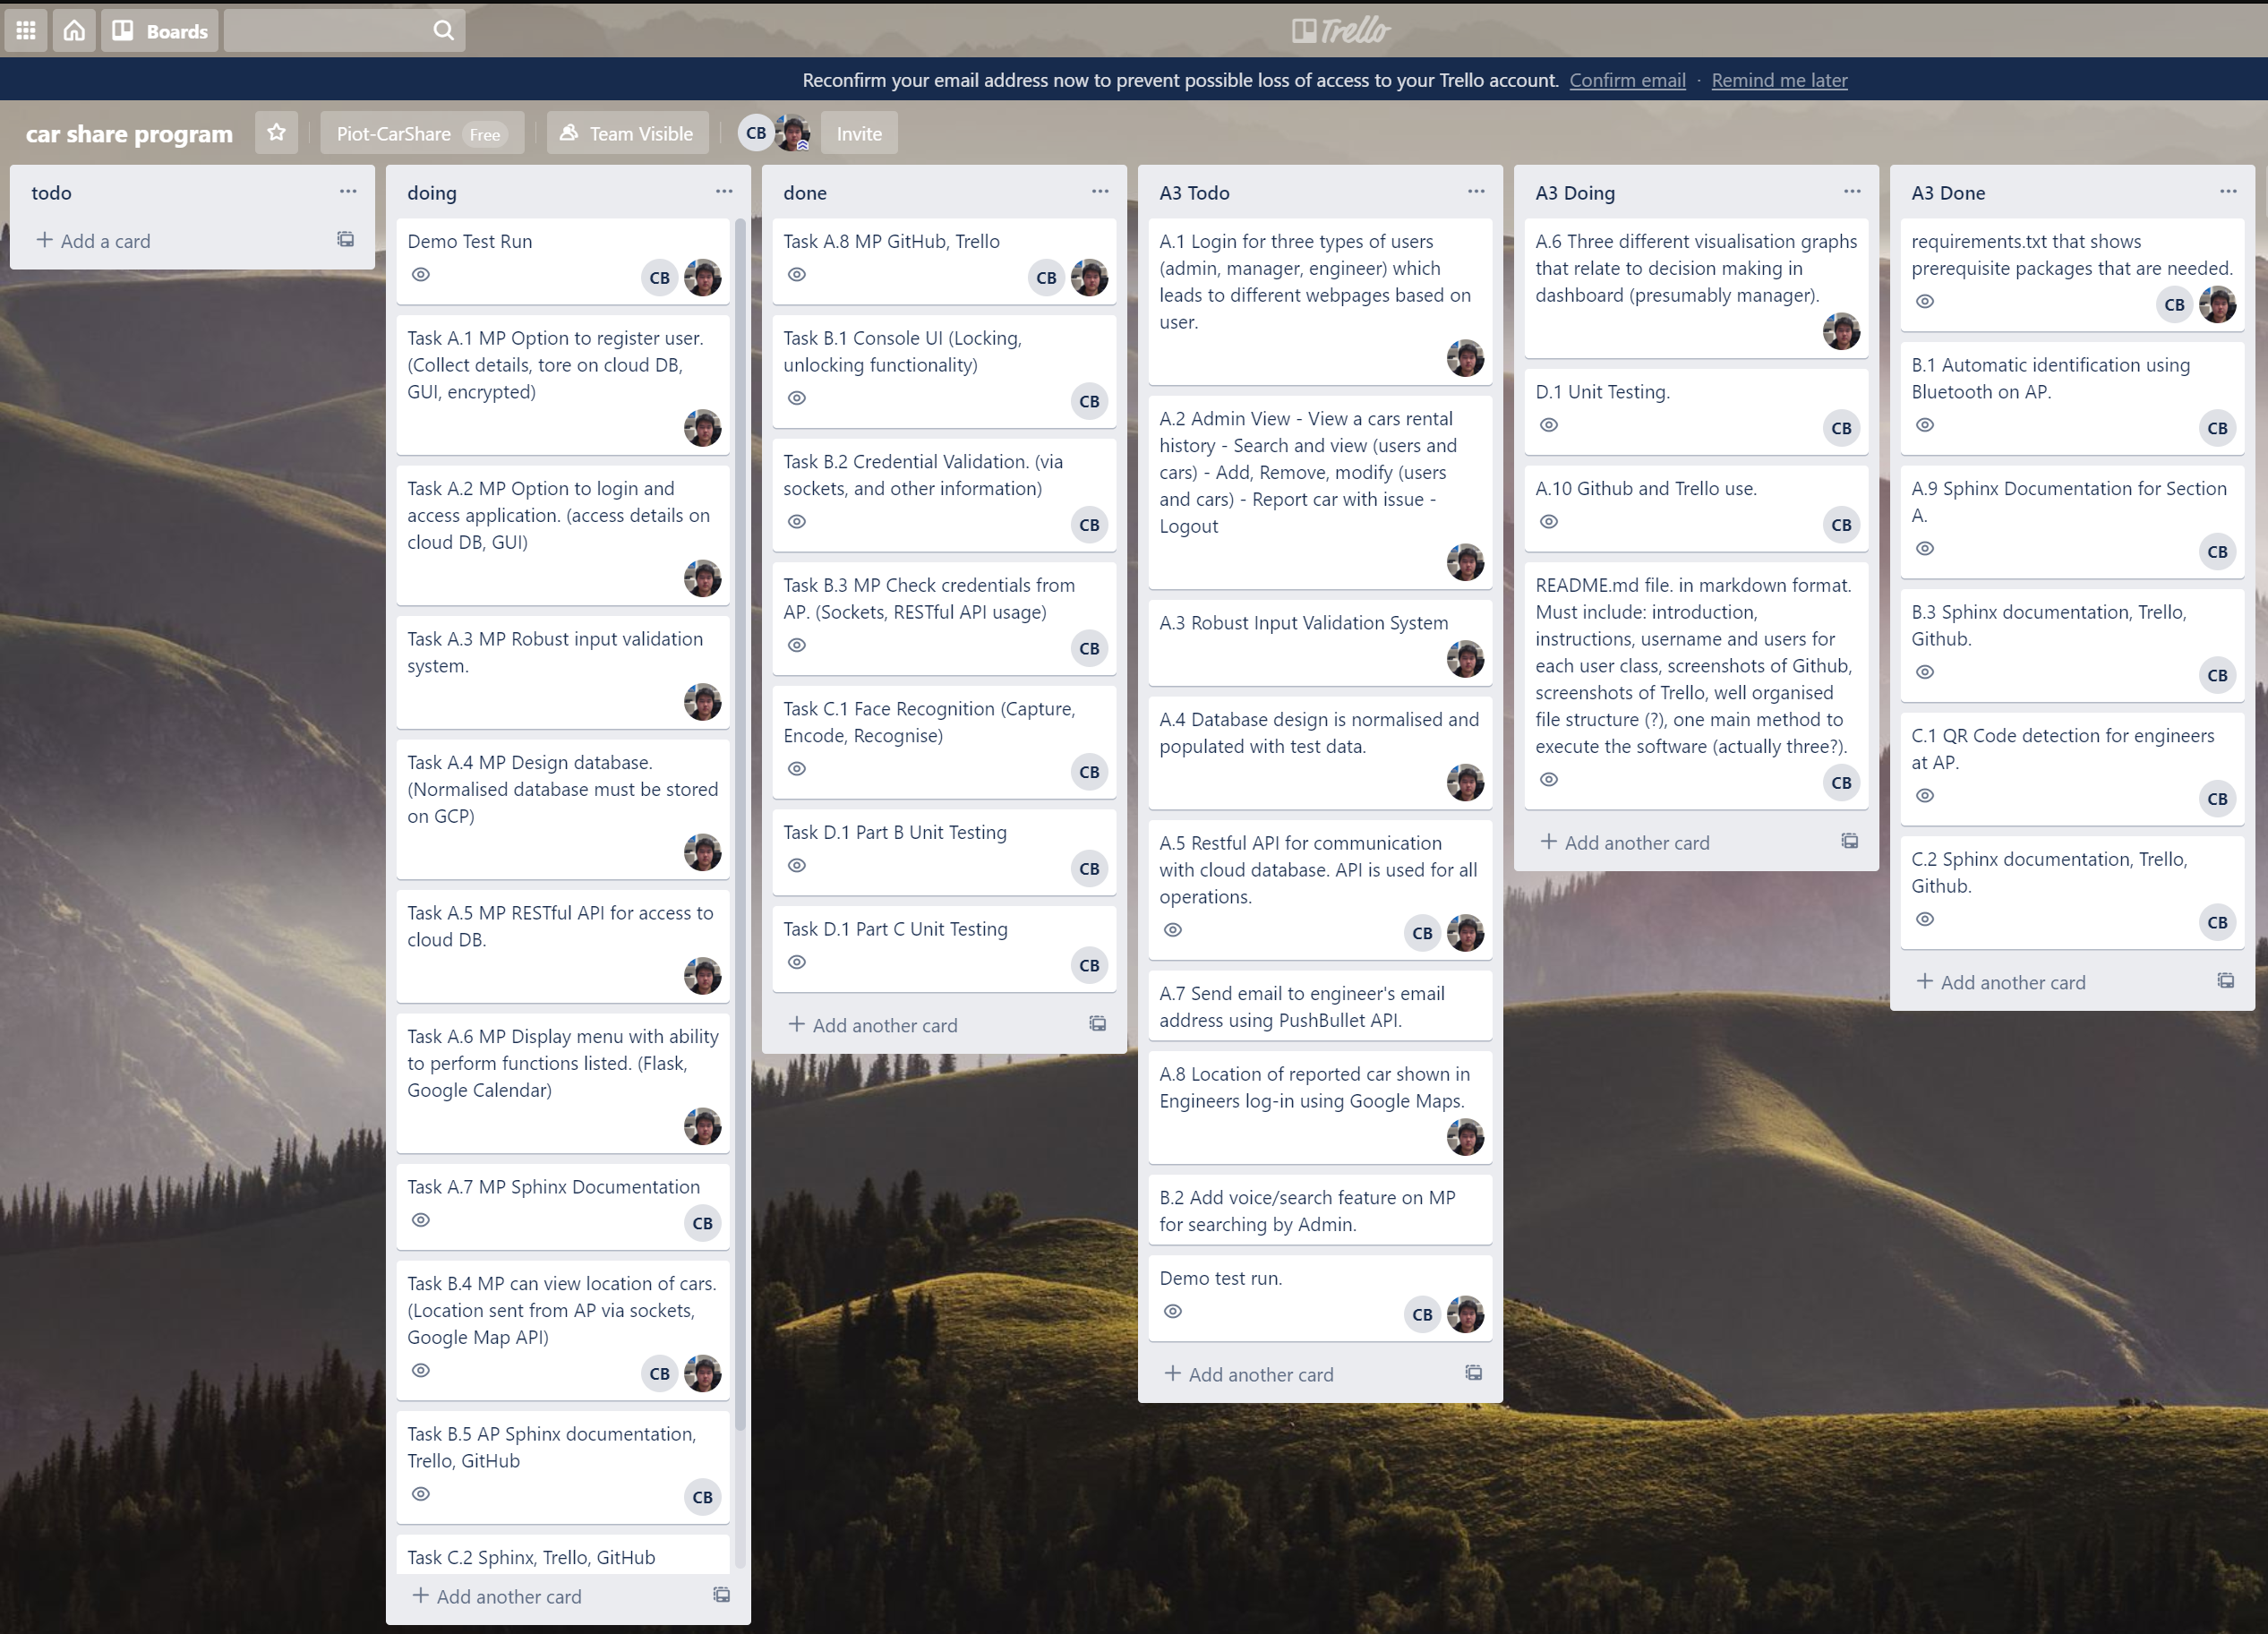 Boards
Trello
Reconfirm your email address now to prevent possible loss of access to your Trello account. Confirm email · Remind me later
car share program
Piot-CarShare Free
Team Visible
CB
Invite
todo
Add a card
doing
Demo Test Run
CB
Task A.1 MP Option to register user.
(Collect details, tore on cloud DB,
GUI, encrypted)
Task A.2 MP Option to login and
access application. (access details on
cloud DB, GUI)
Task A.3 MP Robust input validation
system.
Task A.4 MP Design database.
(Normalised database must be stored
on GCP)
Task A.5 MP RESTful API for access to
cloud DB.
Task A.6 MP Display menu with ability
to perform functions listed. (Flask,
Google Calendar)
Task A.7 MP Sphinx Documentation
CB
Task B.4 MP can view location of cars.
(Location sent from AP via sockets,
Google Map API)
CB
Task B.5 AP Sphinx documentation,
Trello, GitHub
CB
Task C.2 Sphinx, Trello, GitHub
Add another card
done
Task A.8 MP GitHub, Trello
CB
Task B.1 Console UI (Locking,
unlocking functionality)
CB
Task B.2 Credential Validation. (via
sockets, and other information)
CB
Task B.3 MP Check credentials from
AP. (Sockets, RESTful API usage)
CB
Task C.1 Face Recognition (Capture,
Encode, Recognise)
CB
Task D.1 Part B Unit Testing
CB
Task D.1 Part C Unit Testing
CB
Add another card
A3 Todo
A.1 Login for three types of users
(admin, manager, engineer) which
leads to different webpages based on
user.
A.2 Admin View - View a cars rental
history - Search and view (users and
cars) - Add, Remove, modify (users
and cars) - Report car with issue -
Logout
A.3 Robust Input Validation System
A.4 Database design is normalised and
populated with test data.
A.5 Restful API for communication
with cloud database. API is used for all
operations.
CB
A.7 Send email to engineer's email
address using PushBullet API.
A.8 Location of reported car shown in
Engineers log-in using Google Maps.
B.2 Add voice/search feature on MP
for searching by Admin.
Demo test run.
CB
Add another card
A3 Doing
A.6 Three different visualisation graphs
that relate to decision making in
dashboard (presumably manager).
D.1 Unit Testing.
CB
A.10 Github and Trello use.
CB
README.md file. in markdown format.
Must include: introduction,
instructions, username and users for
each user class, screenshots of Github,
screenshots of Trello, well organised
file structure (?), one main method to
execute the software (actually three?).
CB
Add another card
A3 Done
requirements.txt that shows
prerequisite packages that are needed.
CB
B.1 Automatic identification using
Bluetooth on AP.
CB
A.9 Sphinx Documentation for Section
A.
CB
B.3 Sphinx documentation, Trello,
Github.
CB
C.1 QR Code detection for engineers
at AP.
CB
C.2 Sphinx documentation, Trello,
Github.
CB
Add another card